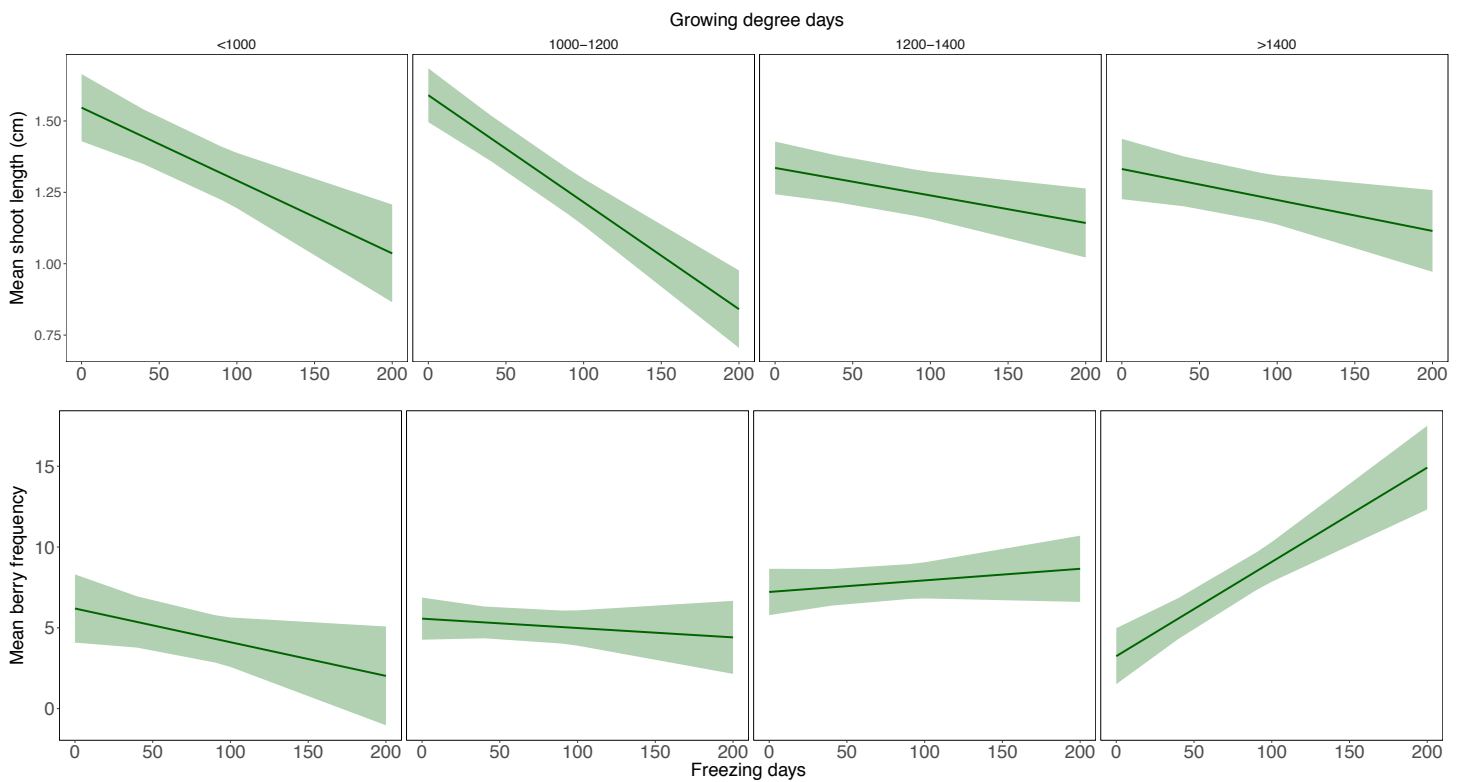 Growing degree days
<1000 1000−1200 1200−1400 >1400
Mean shoot length (cm)
1.50
1.25
1.00
0.75
0 50 100 150 200 0 50 100 150 200 0 50 100 150 200 0 50 100 150 200
Mean berry frequency
15
10
5
0
0 50 100 150 200 0 50 100 150 200 0 50 100 150 200 0 50 100 150 200
Freezing days